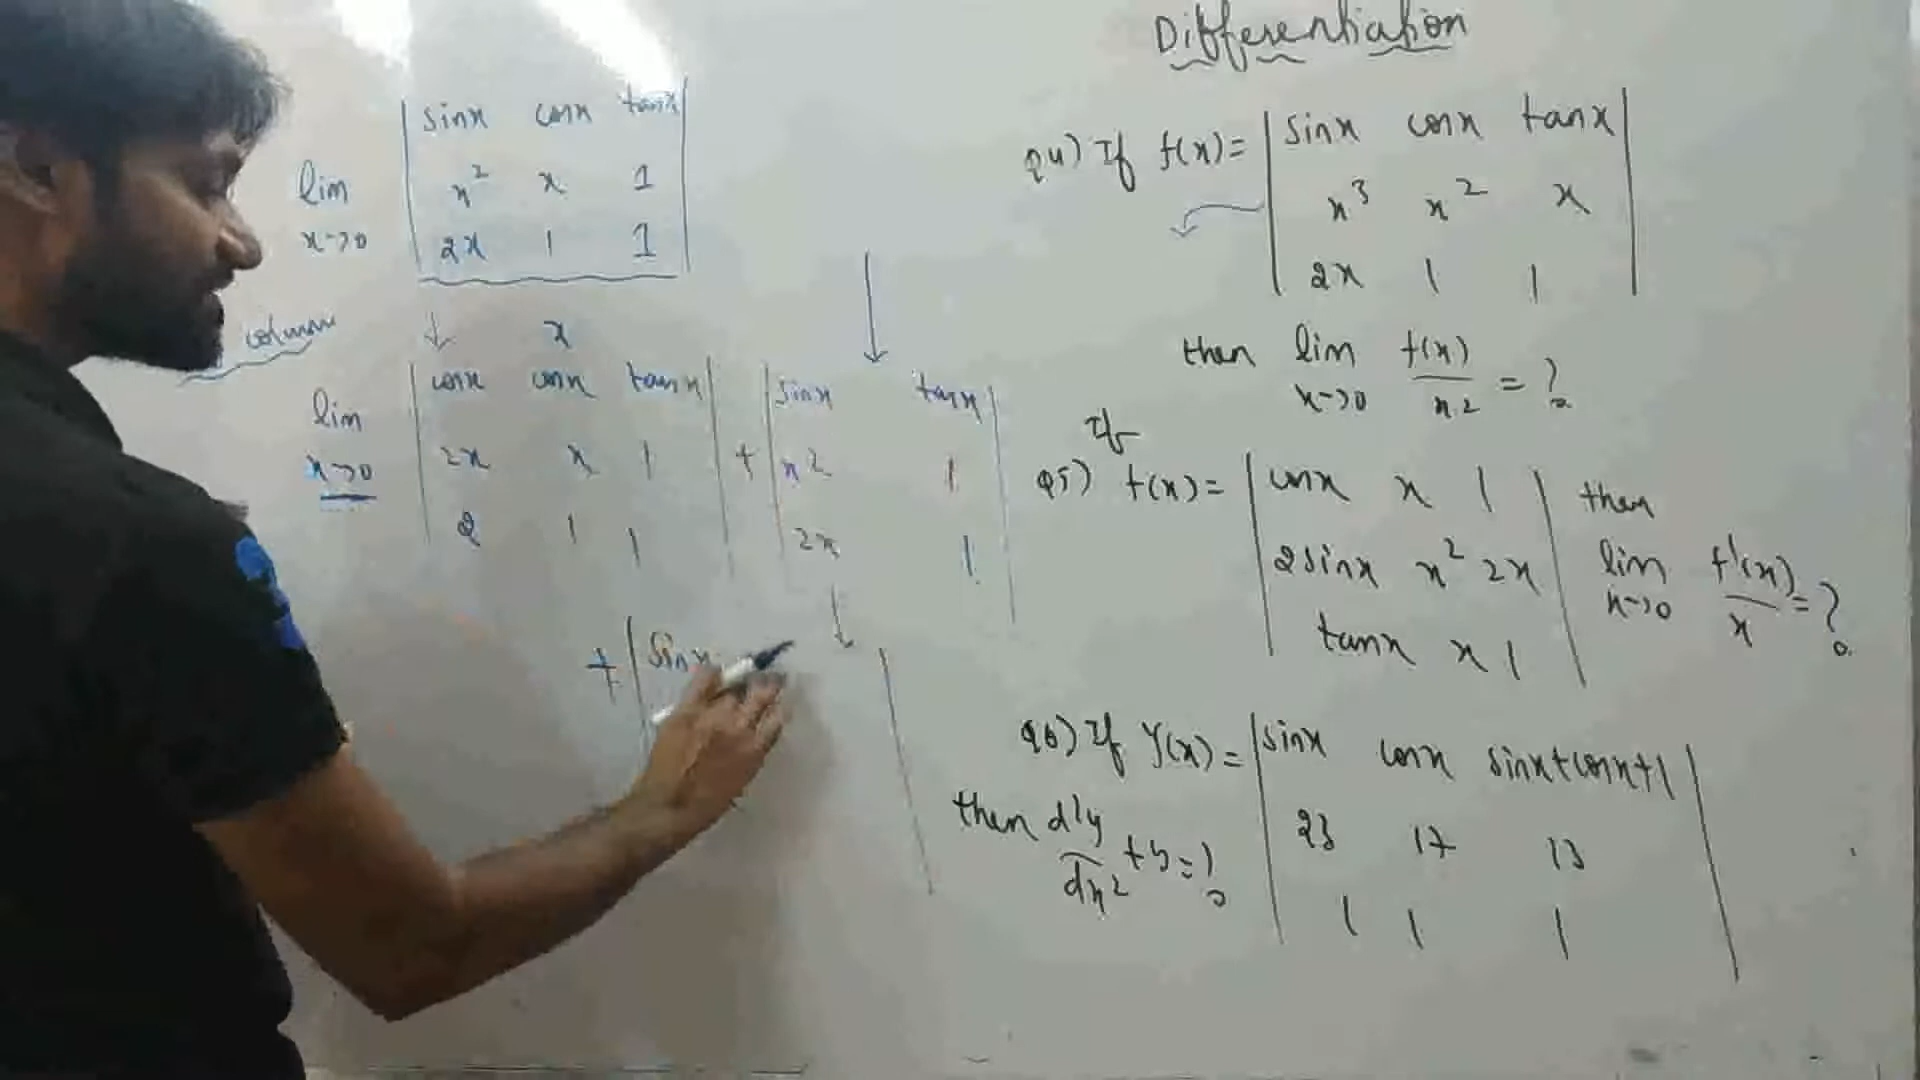 Differentiation
sinx cosx tanx
lim x² x 1
x→0 2x 1 1
column
x
cosx cosx tanx sinx tanx
lim
x→0 2x x 1 + x2 1
2 1 1 2x 1
+ sinx
Q4) If f(x)= sinx cosx tanx
x³ x² x
2x 1 1
then lim f(x)
x→0 x2 = ?
If
Q5) f(x)= cosx x 1 then
2sinx x² 2x lim f'(x)
x→0 x = ?
tanx x 1
Q6) If Y(x)= sinx cosx sinx+cosx+1
then d²y
dx2 +y=? 23 17 13
1 1 1